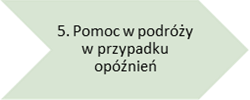 5. Pomoc w podróży
w przypadku
opóźnień